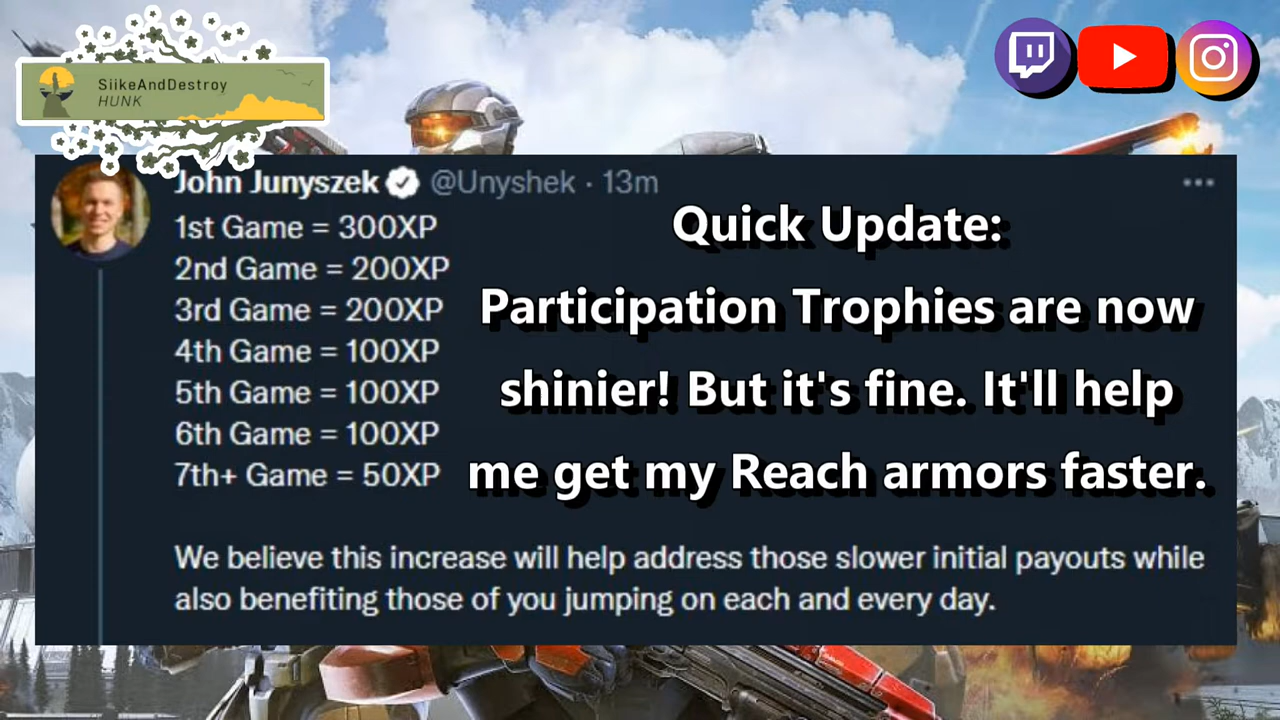 SiikeAndDestroy
HUNK
John Junyszek @Unyshek · 13m
1st Game = 300XP
2nd Game = 200XP
3rd Game = 200XP
4th Game = 100XP
5th Game = 100XP
6th Game = 100XP
7th+ Game = 50XP
Quick Update:
Participation Trophies are now
shinier! But it's fine. It'll help
me get my Reach armors faster.
We believe this increase will help address those slower initial payouts while
also benefiting those of you jumping on each and every day.